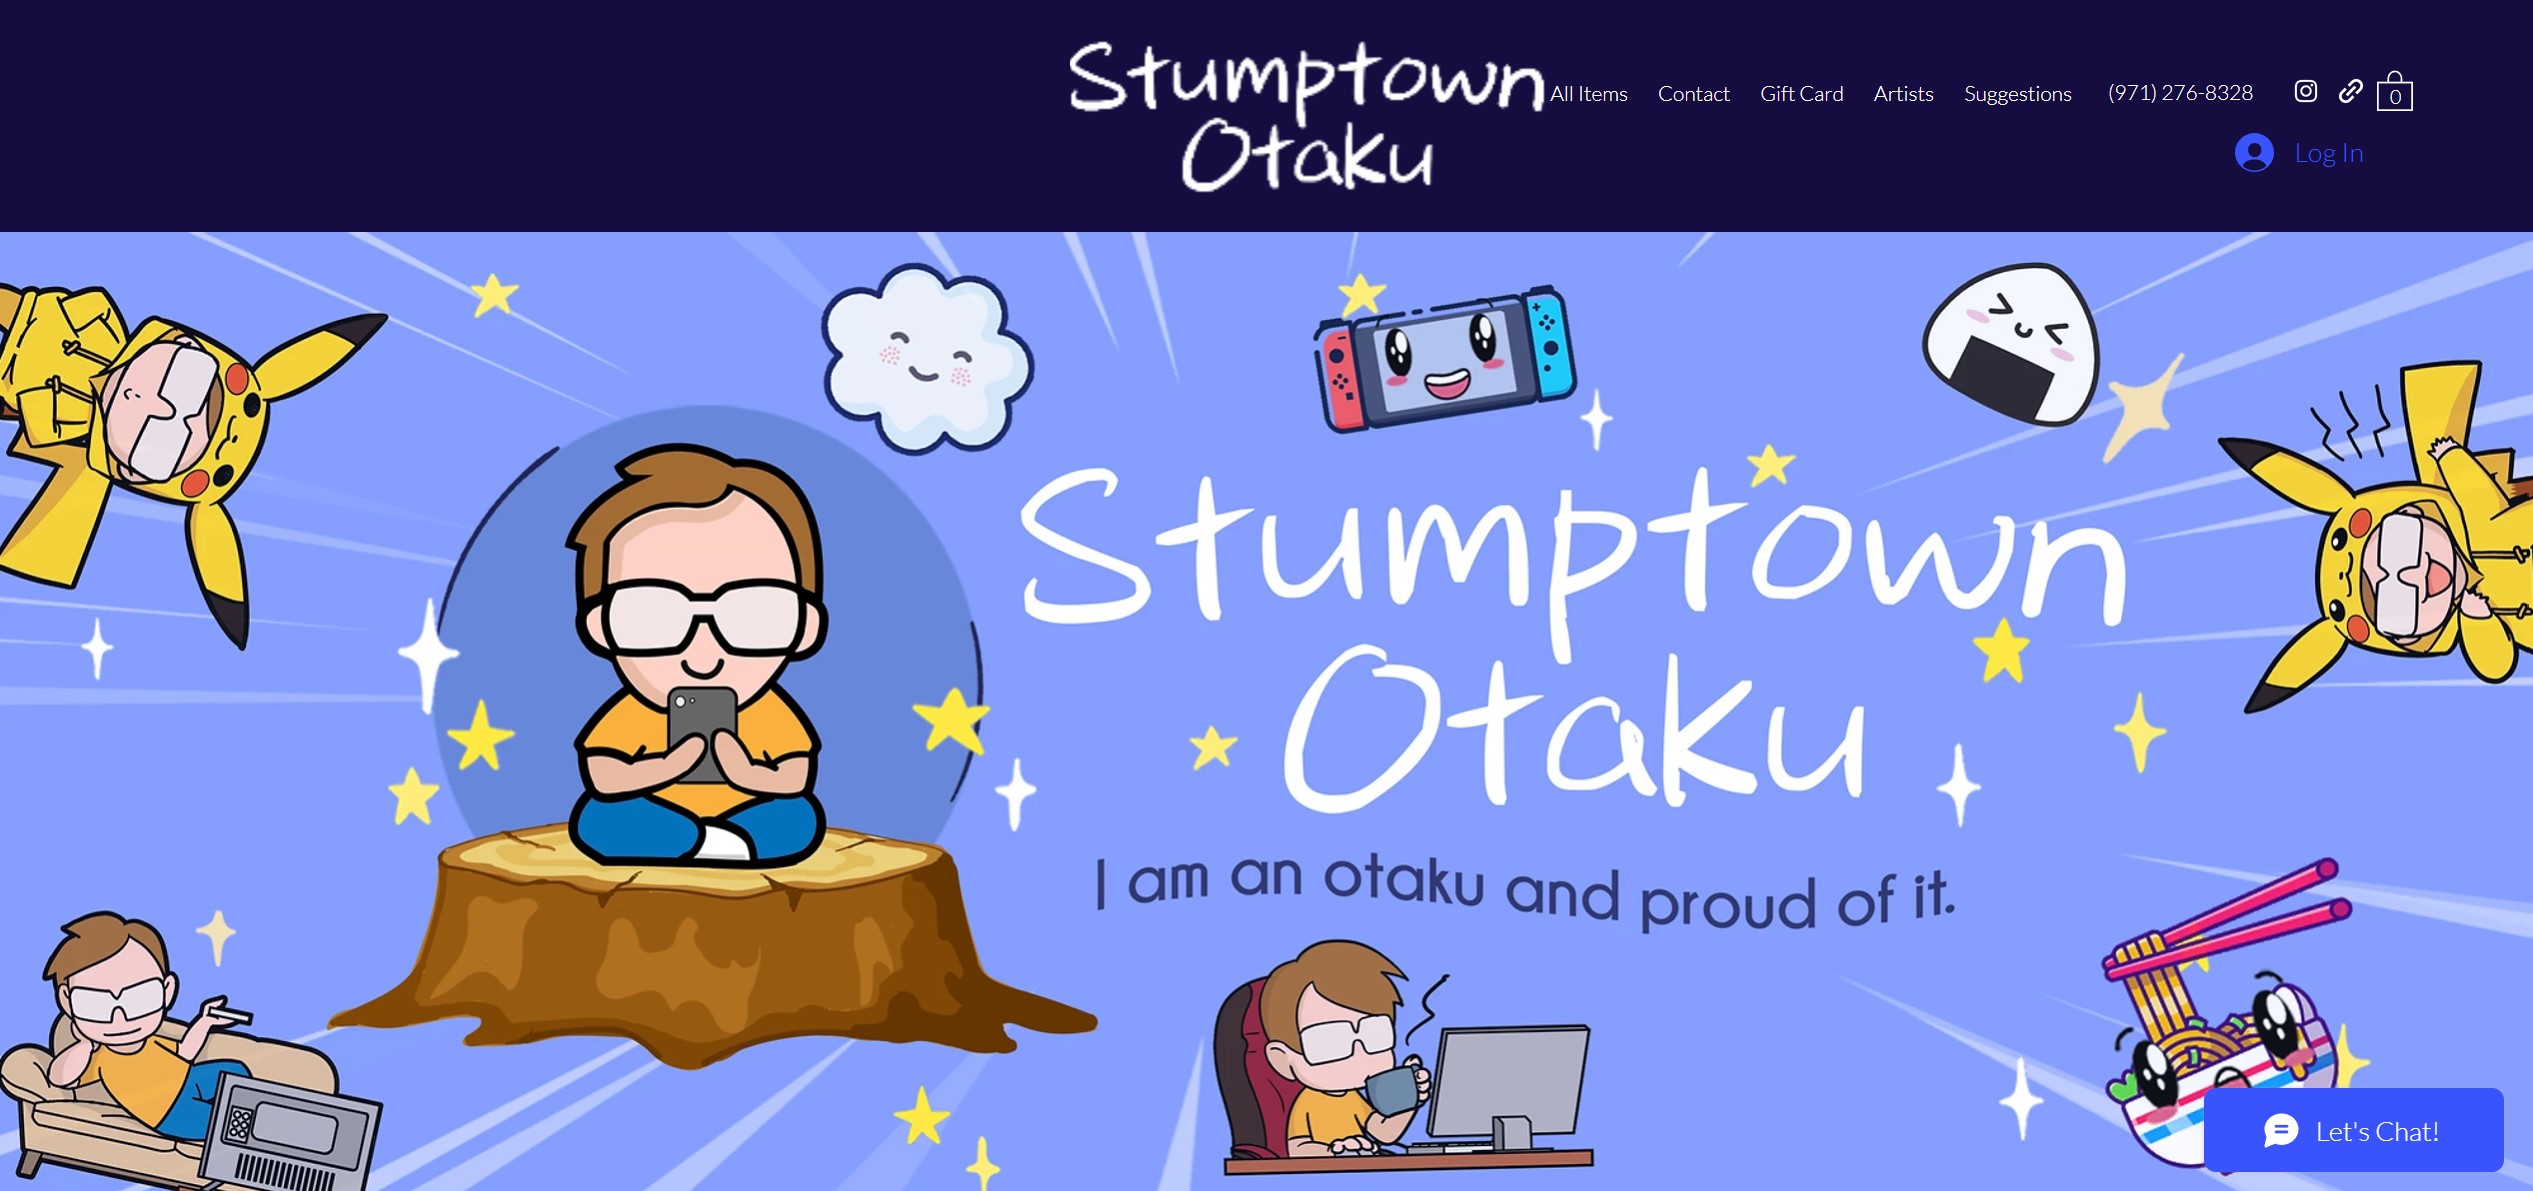 Stumptown
Otaku
All Items
Contact
Gift Card
Artists
Suggestions
(971) 276-8328
0
Log In
Stumptown
Otaku
I am an otaku and proud of it.
Let's Chat!